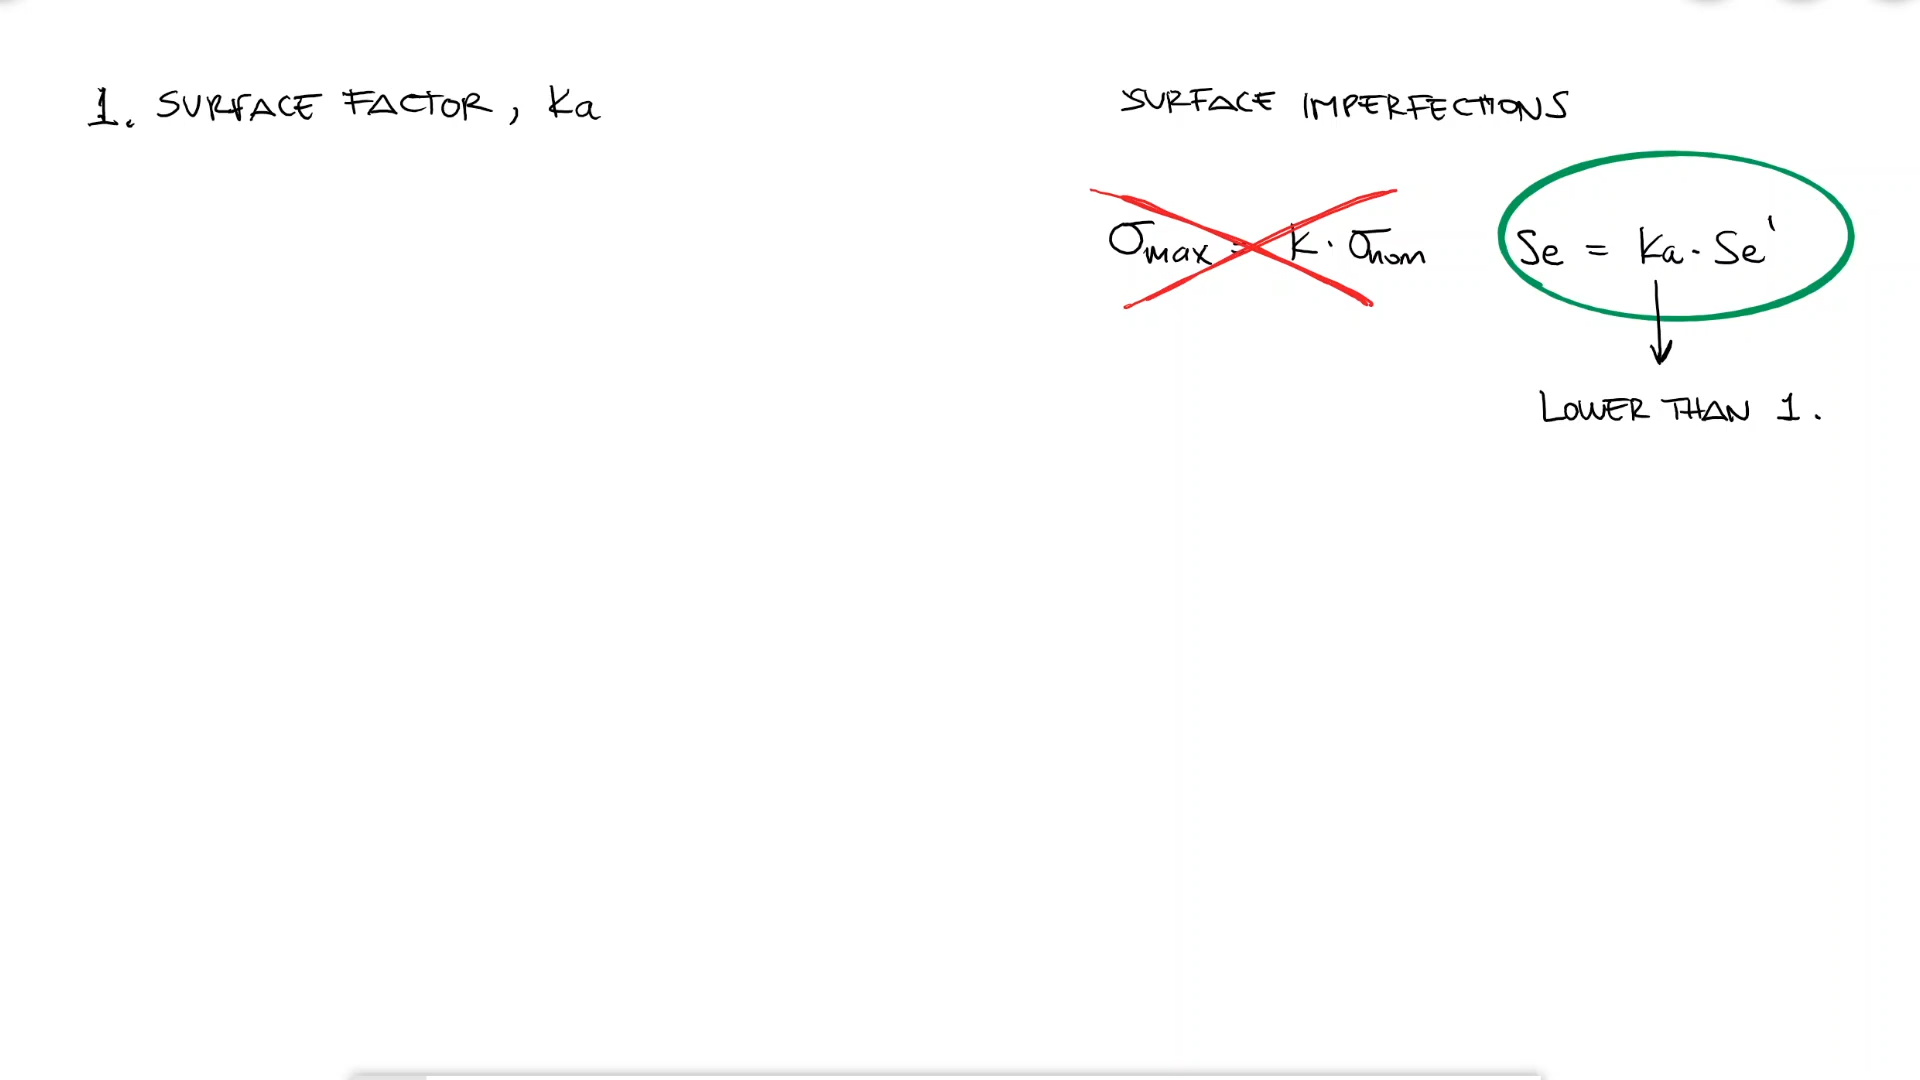 1. SURFACE FACTOR, Ka
SURFACE IMPERFECTIONS
σmax = K · σnom
Se = Ka · Se'
LOWER THAN 1.